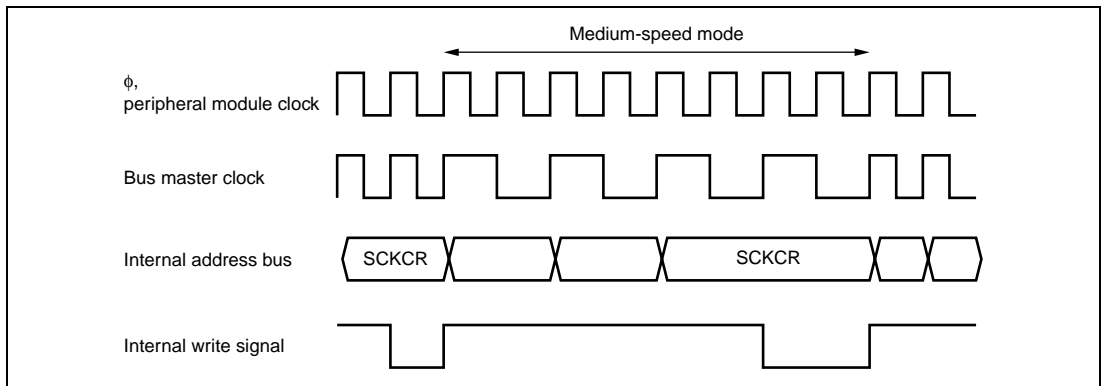 Medium-speed mode
ϕ,
peripheral module clock
Bus master clock
Internal address bus
SCKCR
SCKCR
Internal write signal